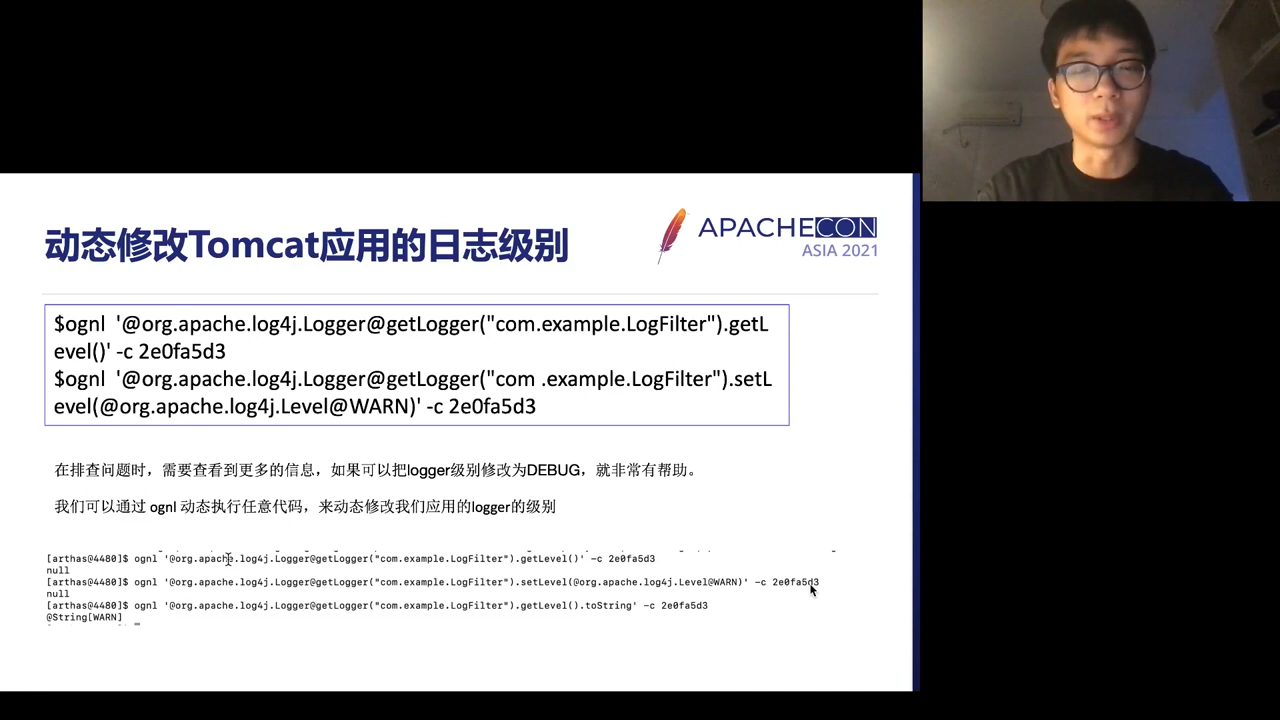 动态修改Tomcat应用的日志级别
APACHECON
ASIA 2021
$ognl '@org.apache.log4j.Logger@getLogger("com.example.LogFilter").getL
evel()' -c 2e0fa5d3
$ognl '@org.apache.log4j.Logger@getLogger("com .example.LogFilter").setL
evel(@org.apache.log4j.Level@WARN)' -c 2e0fa5d3
在排查问题时，需要查看到更多的信息，如果可以把logger级别修改为DEBUG，就非常有帮助。
我们可以通过 ognl 动态执行任意代码，来动态修改我们应用的logger的级别
[arthas@4480]$ ognl '@org.apache.log4j.Logger@getLogger("com.example.LogFilter").getLevel()' -c 2e0fa5d3
null
[arthas@4480]$ ognl '@org.apache.log4j.Logger@getLogger("com.example.LogFilter").setLevel(@org.apache.log4j.Level@WARN)' -c 2e0fa5d3
null
[arthas@4480]$ ognl '@org.apache.log4j.Logger@getLogger("com.example.LogFilter").getLevel().toString' -c 2e0fa5d3
@String[WARN]